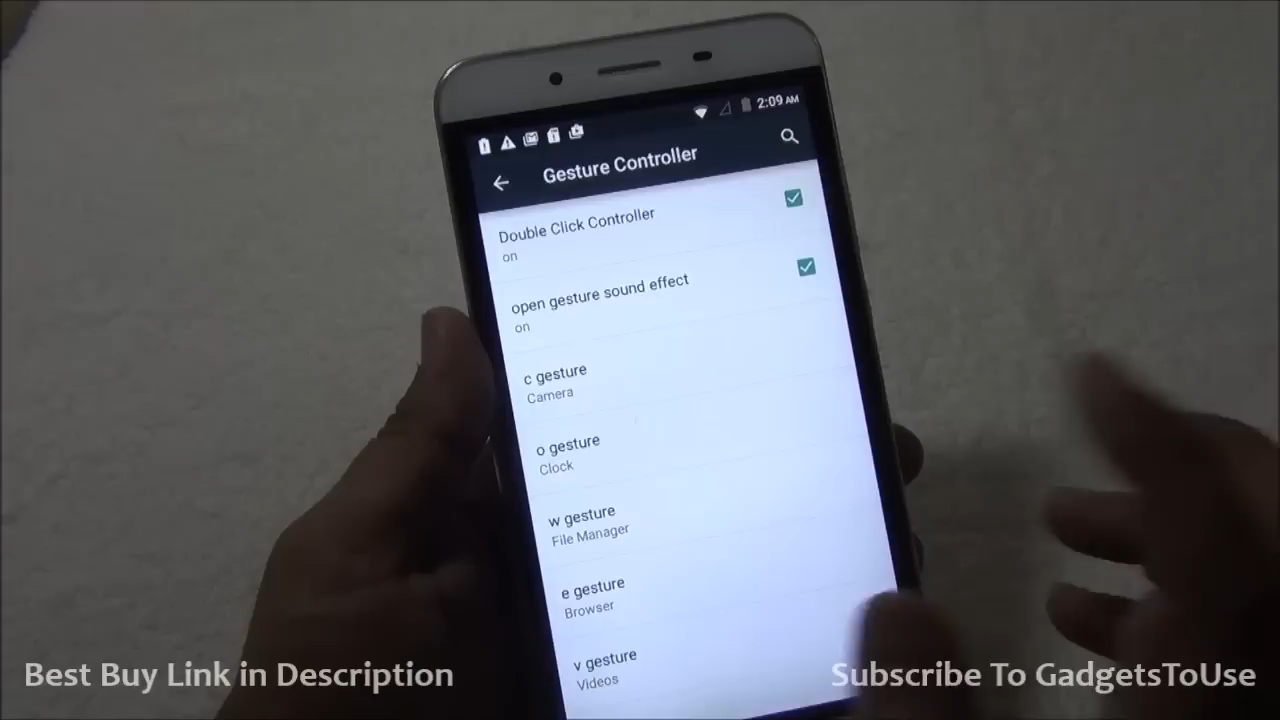 2:09 AM
Gesture Controller
Double Click Controller
on
open gesture sound effect
on
c gesture
Camera
o gesture
Clock
w gesture
File Manager
e gesture
Browser
v gesture
Videos
Best Buy Link in Description
Subscribe To GadgetsToUse